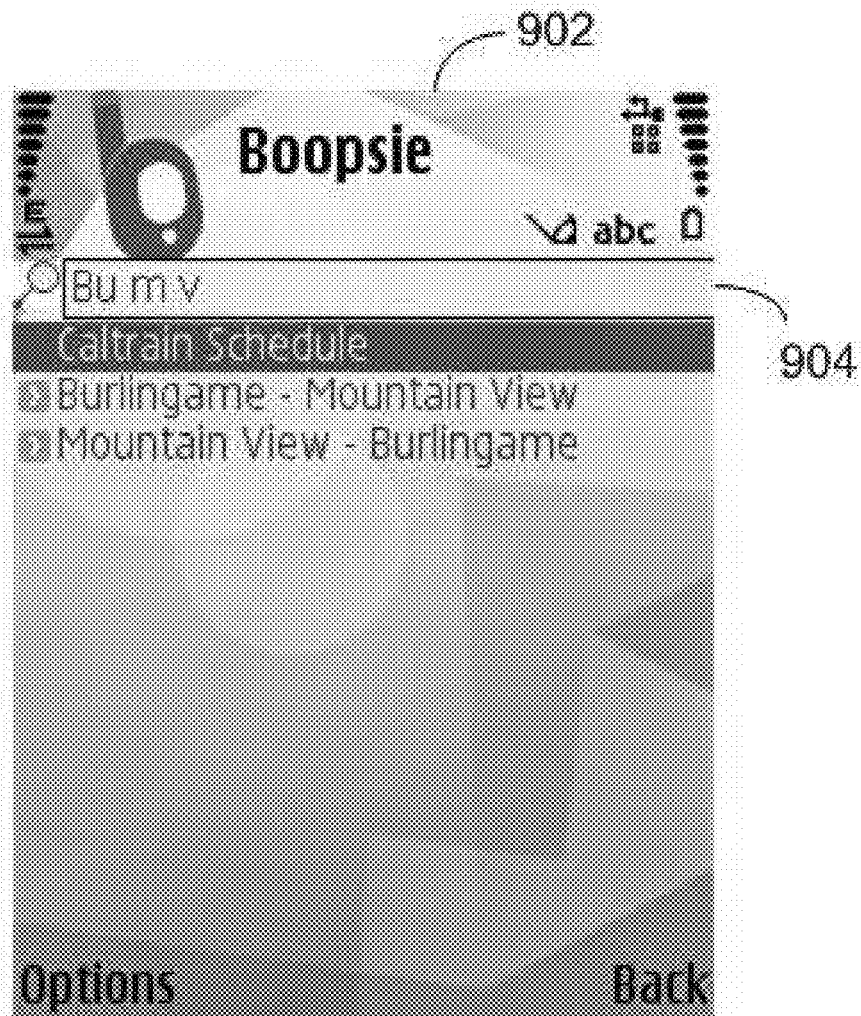 902
Boopsie
abc
Bu m v
904
Caltrain Schedule
Burlingame - Mountain View
Mountain View - Burlingame
Options Back